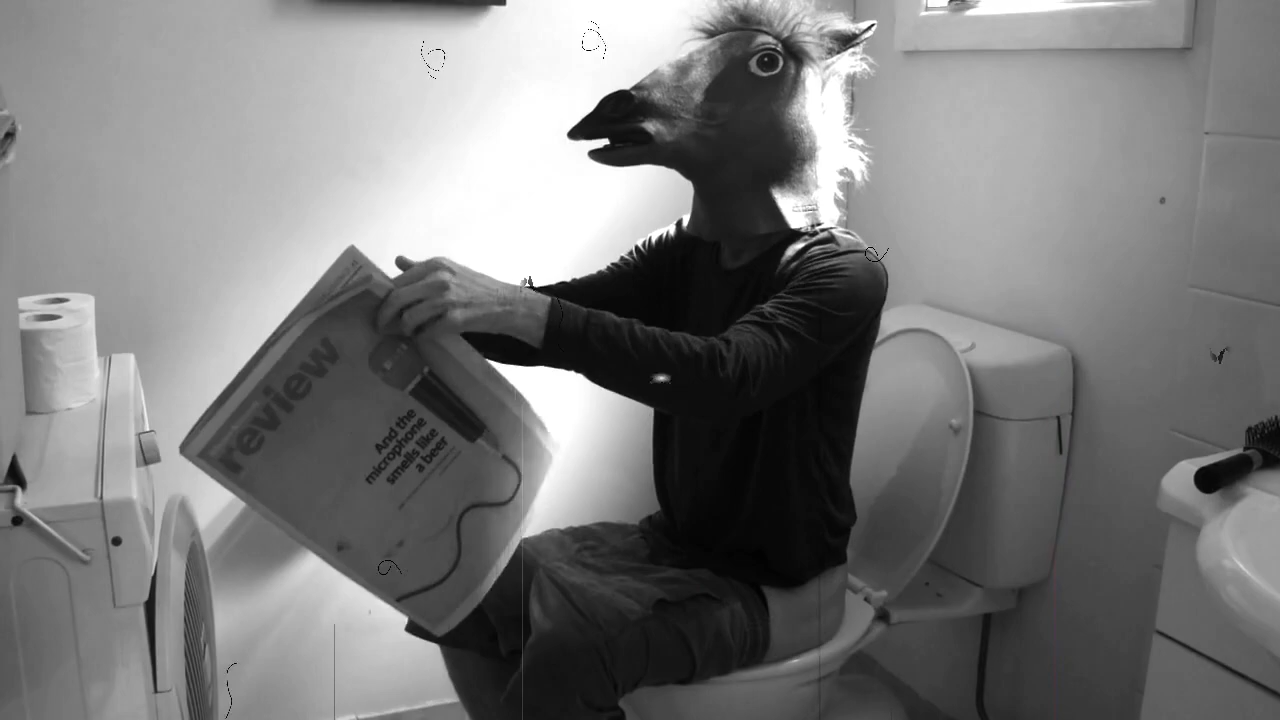 review
And the
microphone
smells like
a beer